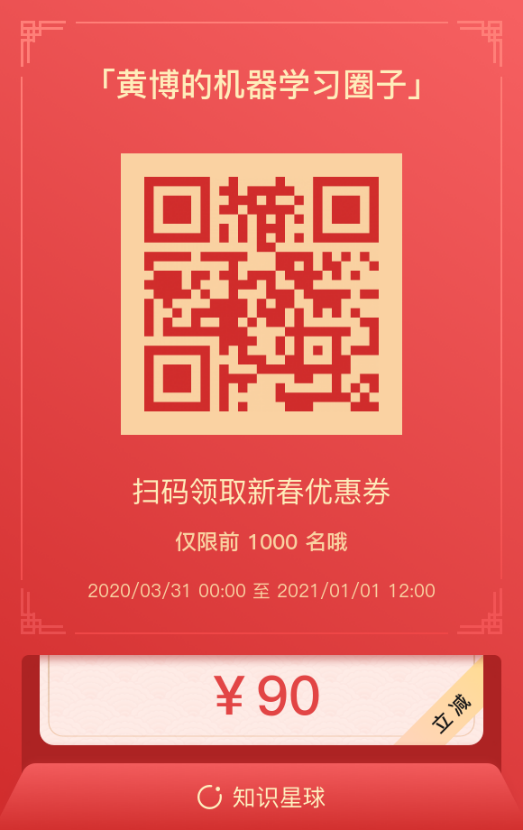 「黄博的机器学习圈子」
扫码领取新春优惠券
仅限前 1000 名哦
2020/03/31 00:00 至 2021/01/01 12:00
¥90
立减
知识星球